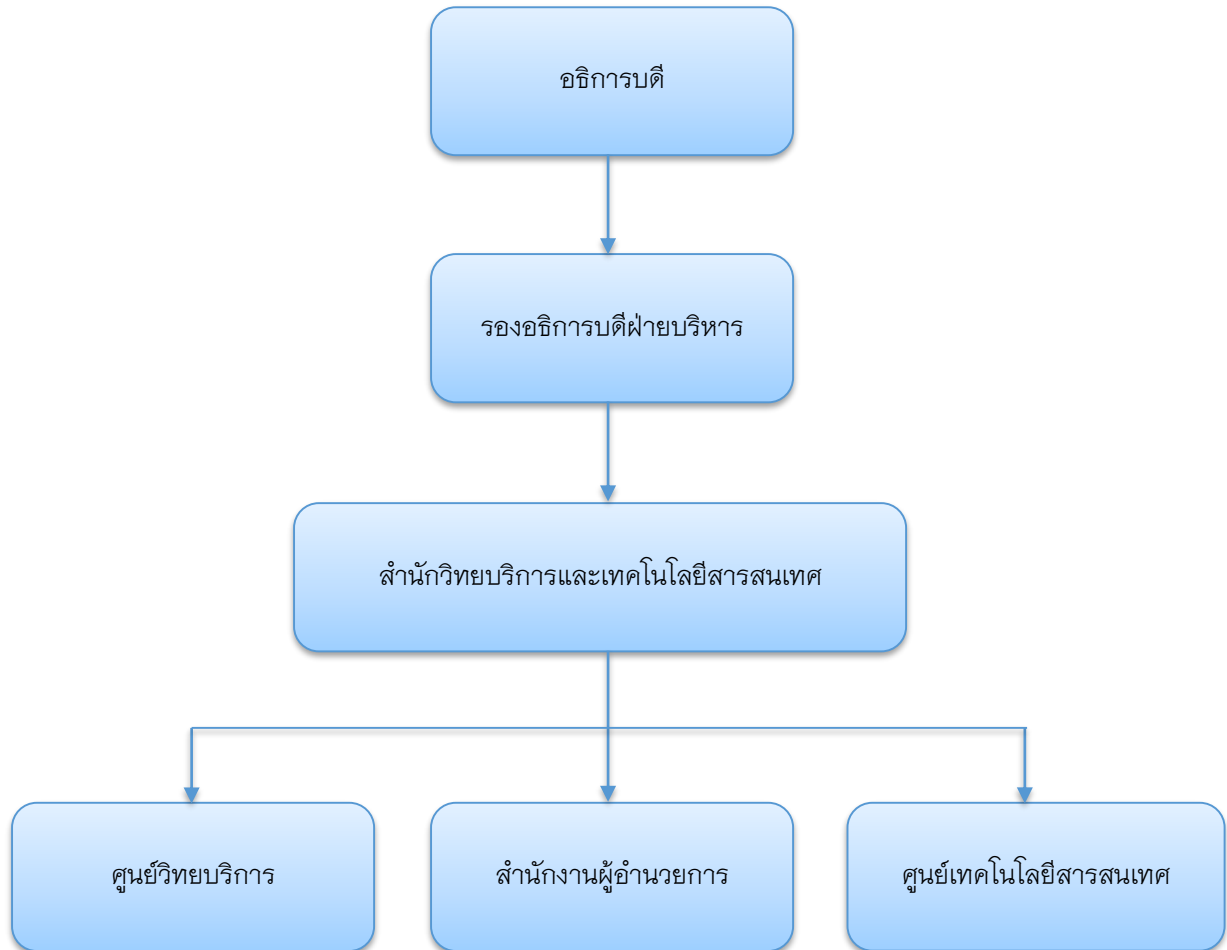 อธิการบดี
รองอธิการบดีฝ่ายบริหาร
สำนักวิทยบริการและเทคโนโลยีสารสนเทศ
ศูนย์วิทยบริการ
สำนักงานผู้อำนวยการ
ศูนย์เทคโนโลยีสารสนเทศ